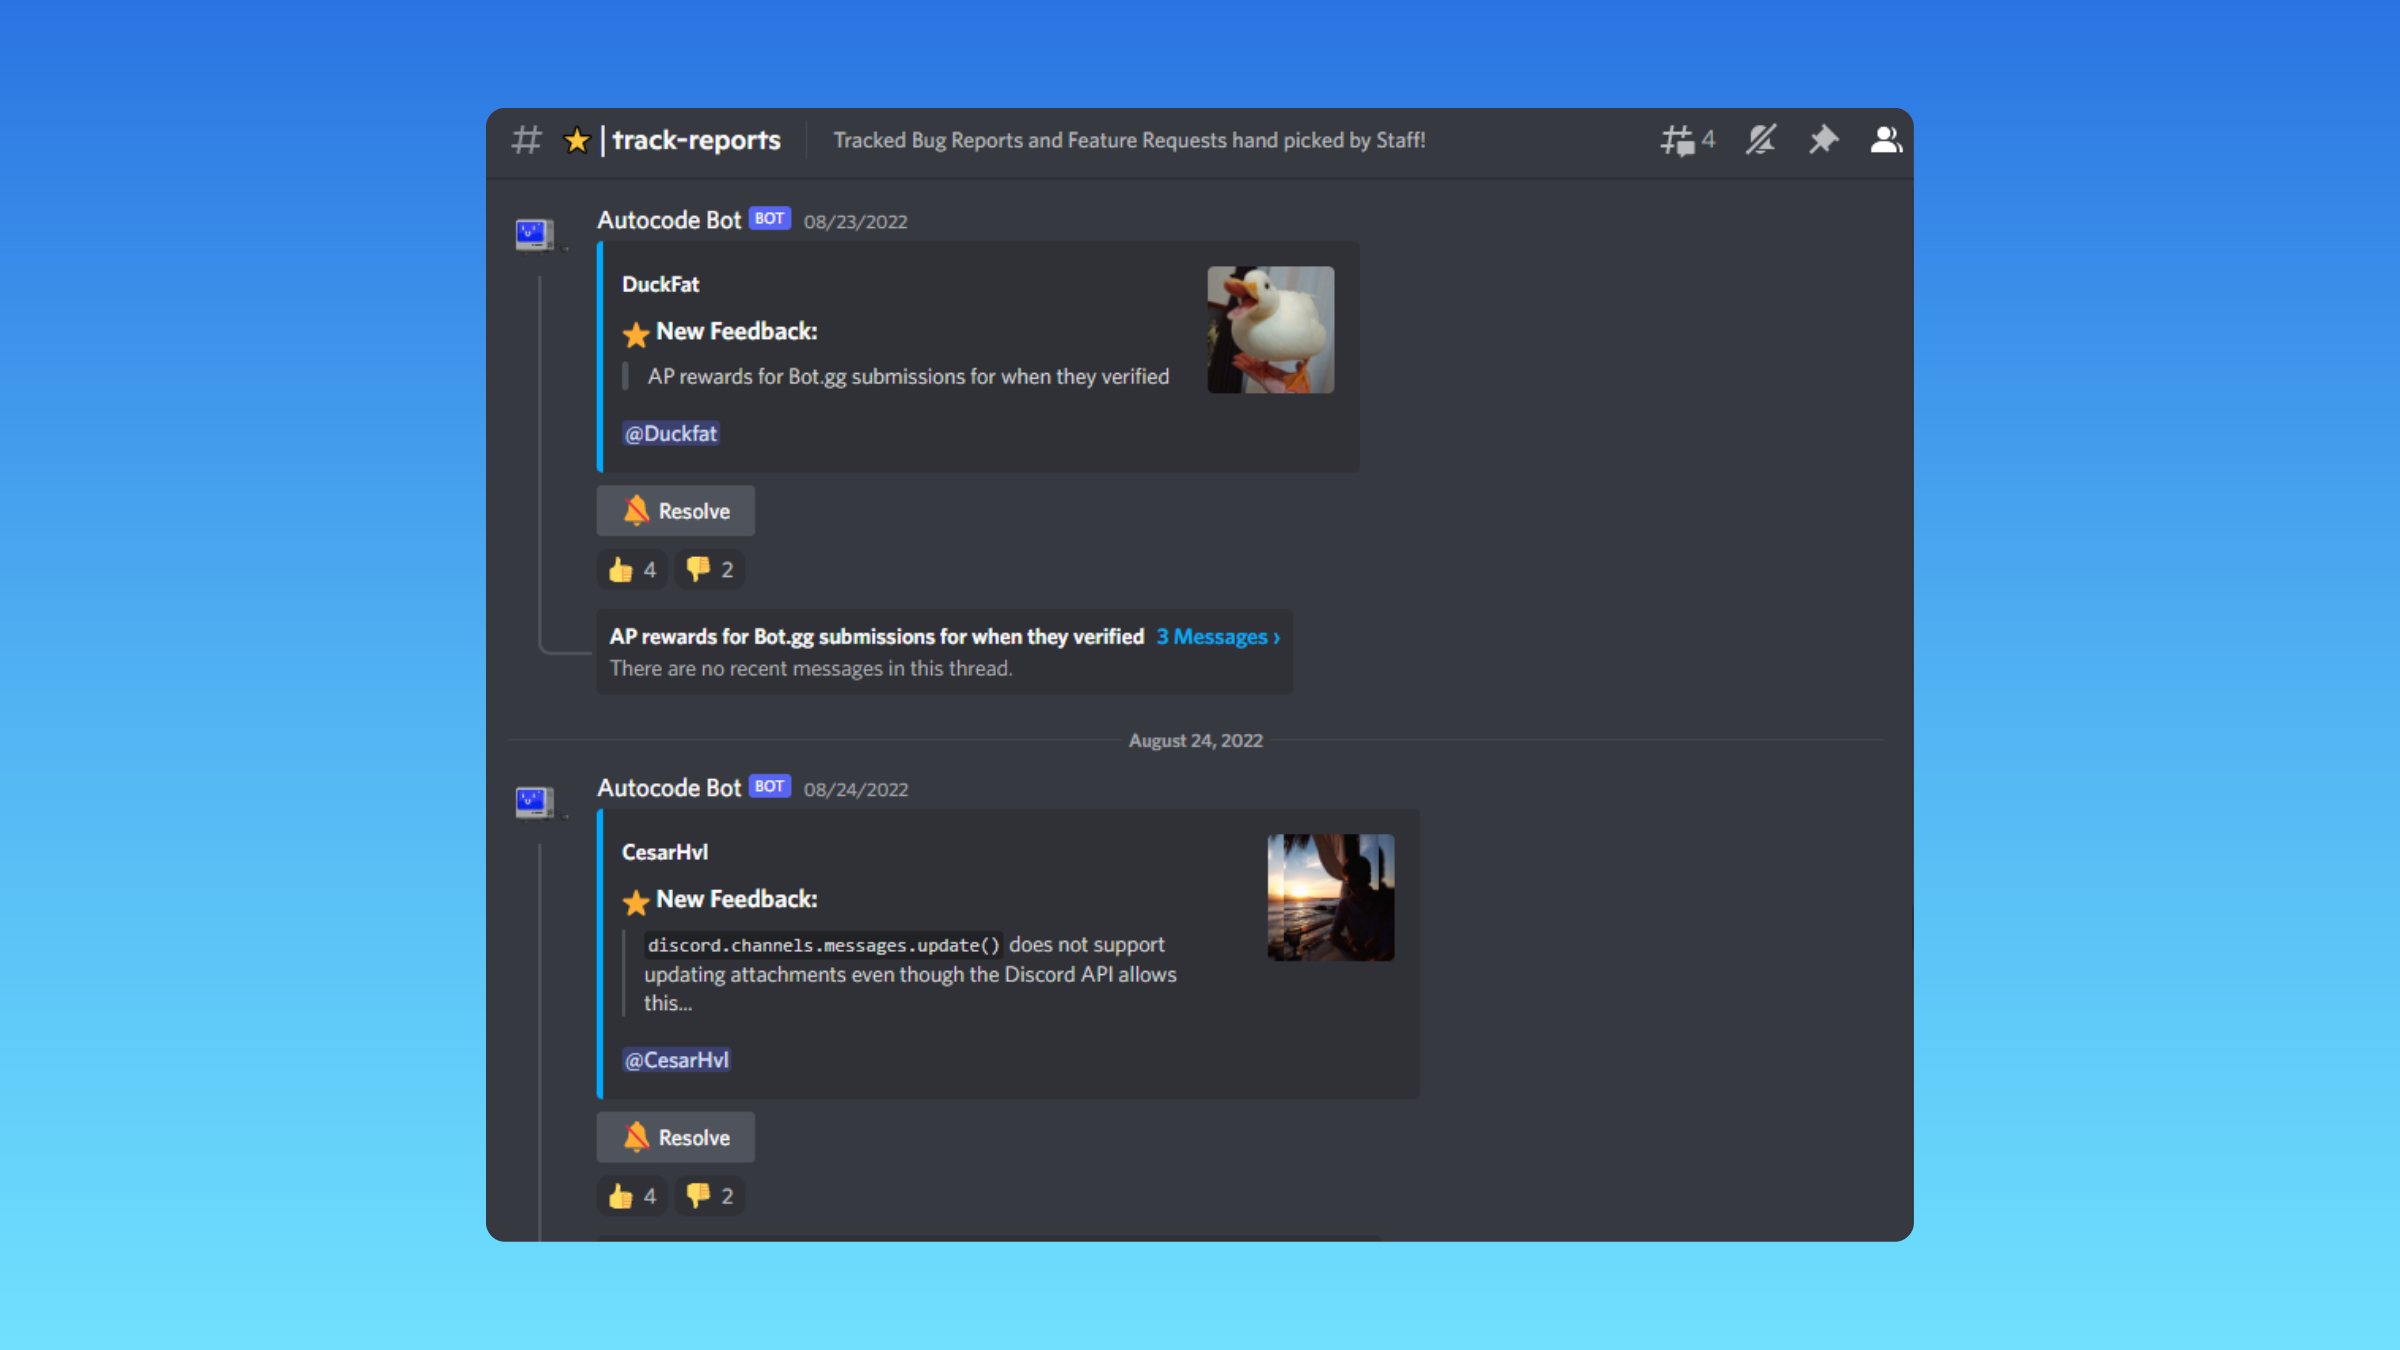 | track-reports Tracked Bug Reports and Feature Requests hand picked by Staff! 4
Autocode Bot BOT 08/23/2022
DuckFat
New Feedback:
AP rewards for Bot.gg submissions for when they verified
@Duckfat
Resolve
4 2
AP rewards for Bot.gg submissions for when they verified 3 Messages ›
There are no recent messages in this thread.
August 24, 2022
Autocode Bot BOT 08/24/2022
CesarHvl
New Feedback:
discord.channels.messages.update() does not support
updating attachments even though the Discord API allows
this...
@CesarHvl
Resolve
4 2